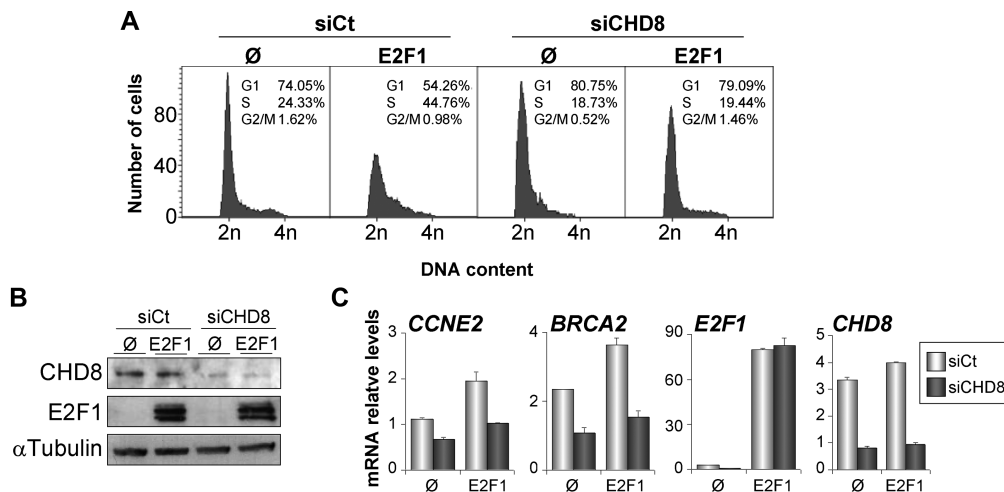 A
siCt
siCHD8
Ø
E2F1
Ø
E2F1
Number of cells
80
40
0
G1 74.05%
S 24.33%
G2/M 1.62%
G1 54.26%
S 44.76%
G2/M 0.98%
G1 80.75%
S 18.73%
G2/M 0.52%
G1 79.09%
S 19.44%
G2/M 1.46%
2n 4n 2n 4n 2n 4n 2n 4n
DNA content
B
siCt siCHD8
Ø E2F1 Ø E2F1
CHD8
E2F1
αTubulin
C
mRNA relatve levels
CCNE2
3
2
1
0
Ø E2F1
BRCA2
4
2
0
Ø E2F1
E2F1
90
60
30
0
Ø E2F1
CHD8
5
4
3
2
1
0
Ø E2F1
siCt
siCHD8